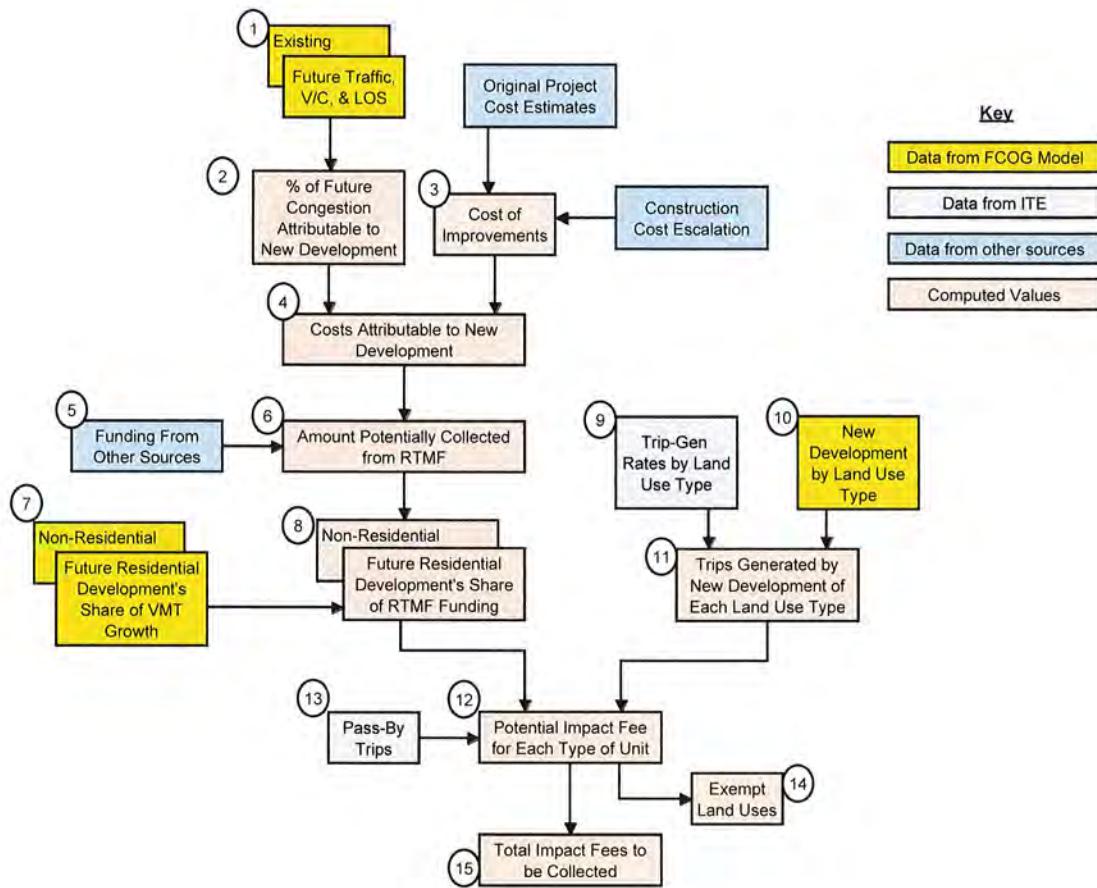 1
Existing
Future Traffic,
V/C, & LOS
Original Project
Cost Estimates
Key
Data from FCOG Model
Data from ITE
Data from other sources
Computed Values
2
% of Future
Congestion
Attributable to
New Development
3
Cost of
Improvements
Construction
Cost Escalation
4
Costs Attributable to New
Development
5
Funding From
Other Sources
6
Amount Potentially Collected
from RTMF
7
Non-Residential
Future Residential
Development's
Share of VMT
Growth
8
Non-Residential
Future Residential
Development's Share
of RTMF Funding
9
Trip-Gen
Rates by Land
Use Type
10
New
Development
by Land Use
Type
11
Trips Generated by
New Development of
Each Land Use Type
13
Pass-By
Trips
12
Potential Impact Fee
for Each Type of Unit
14
Exempt
Land Uses
15
Total Impact Fees to
be Collected